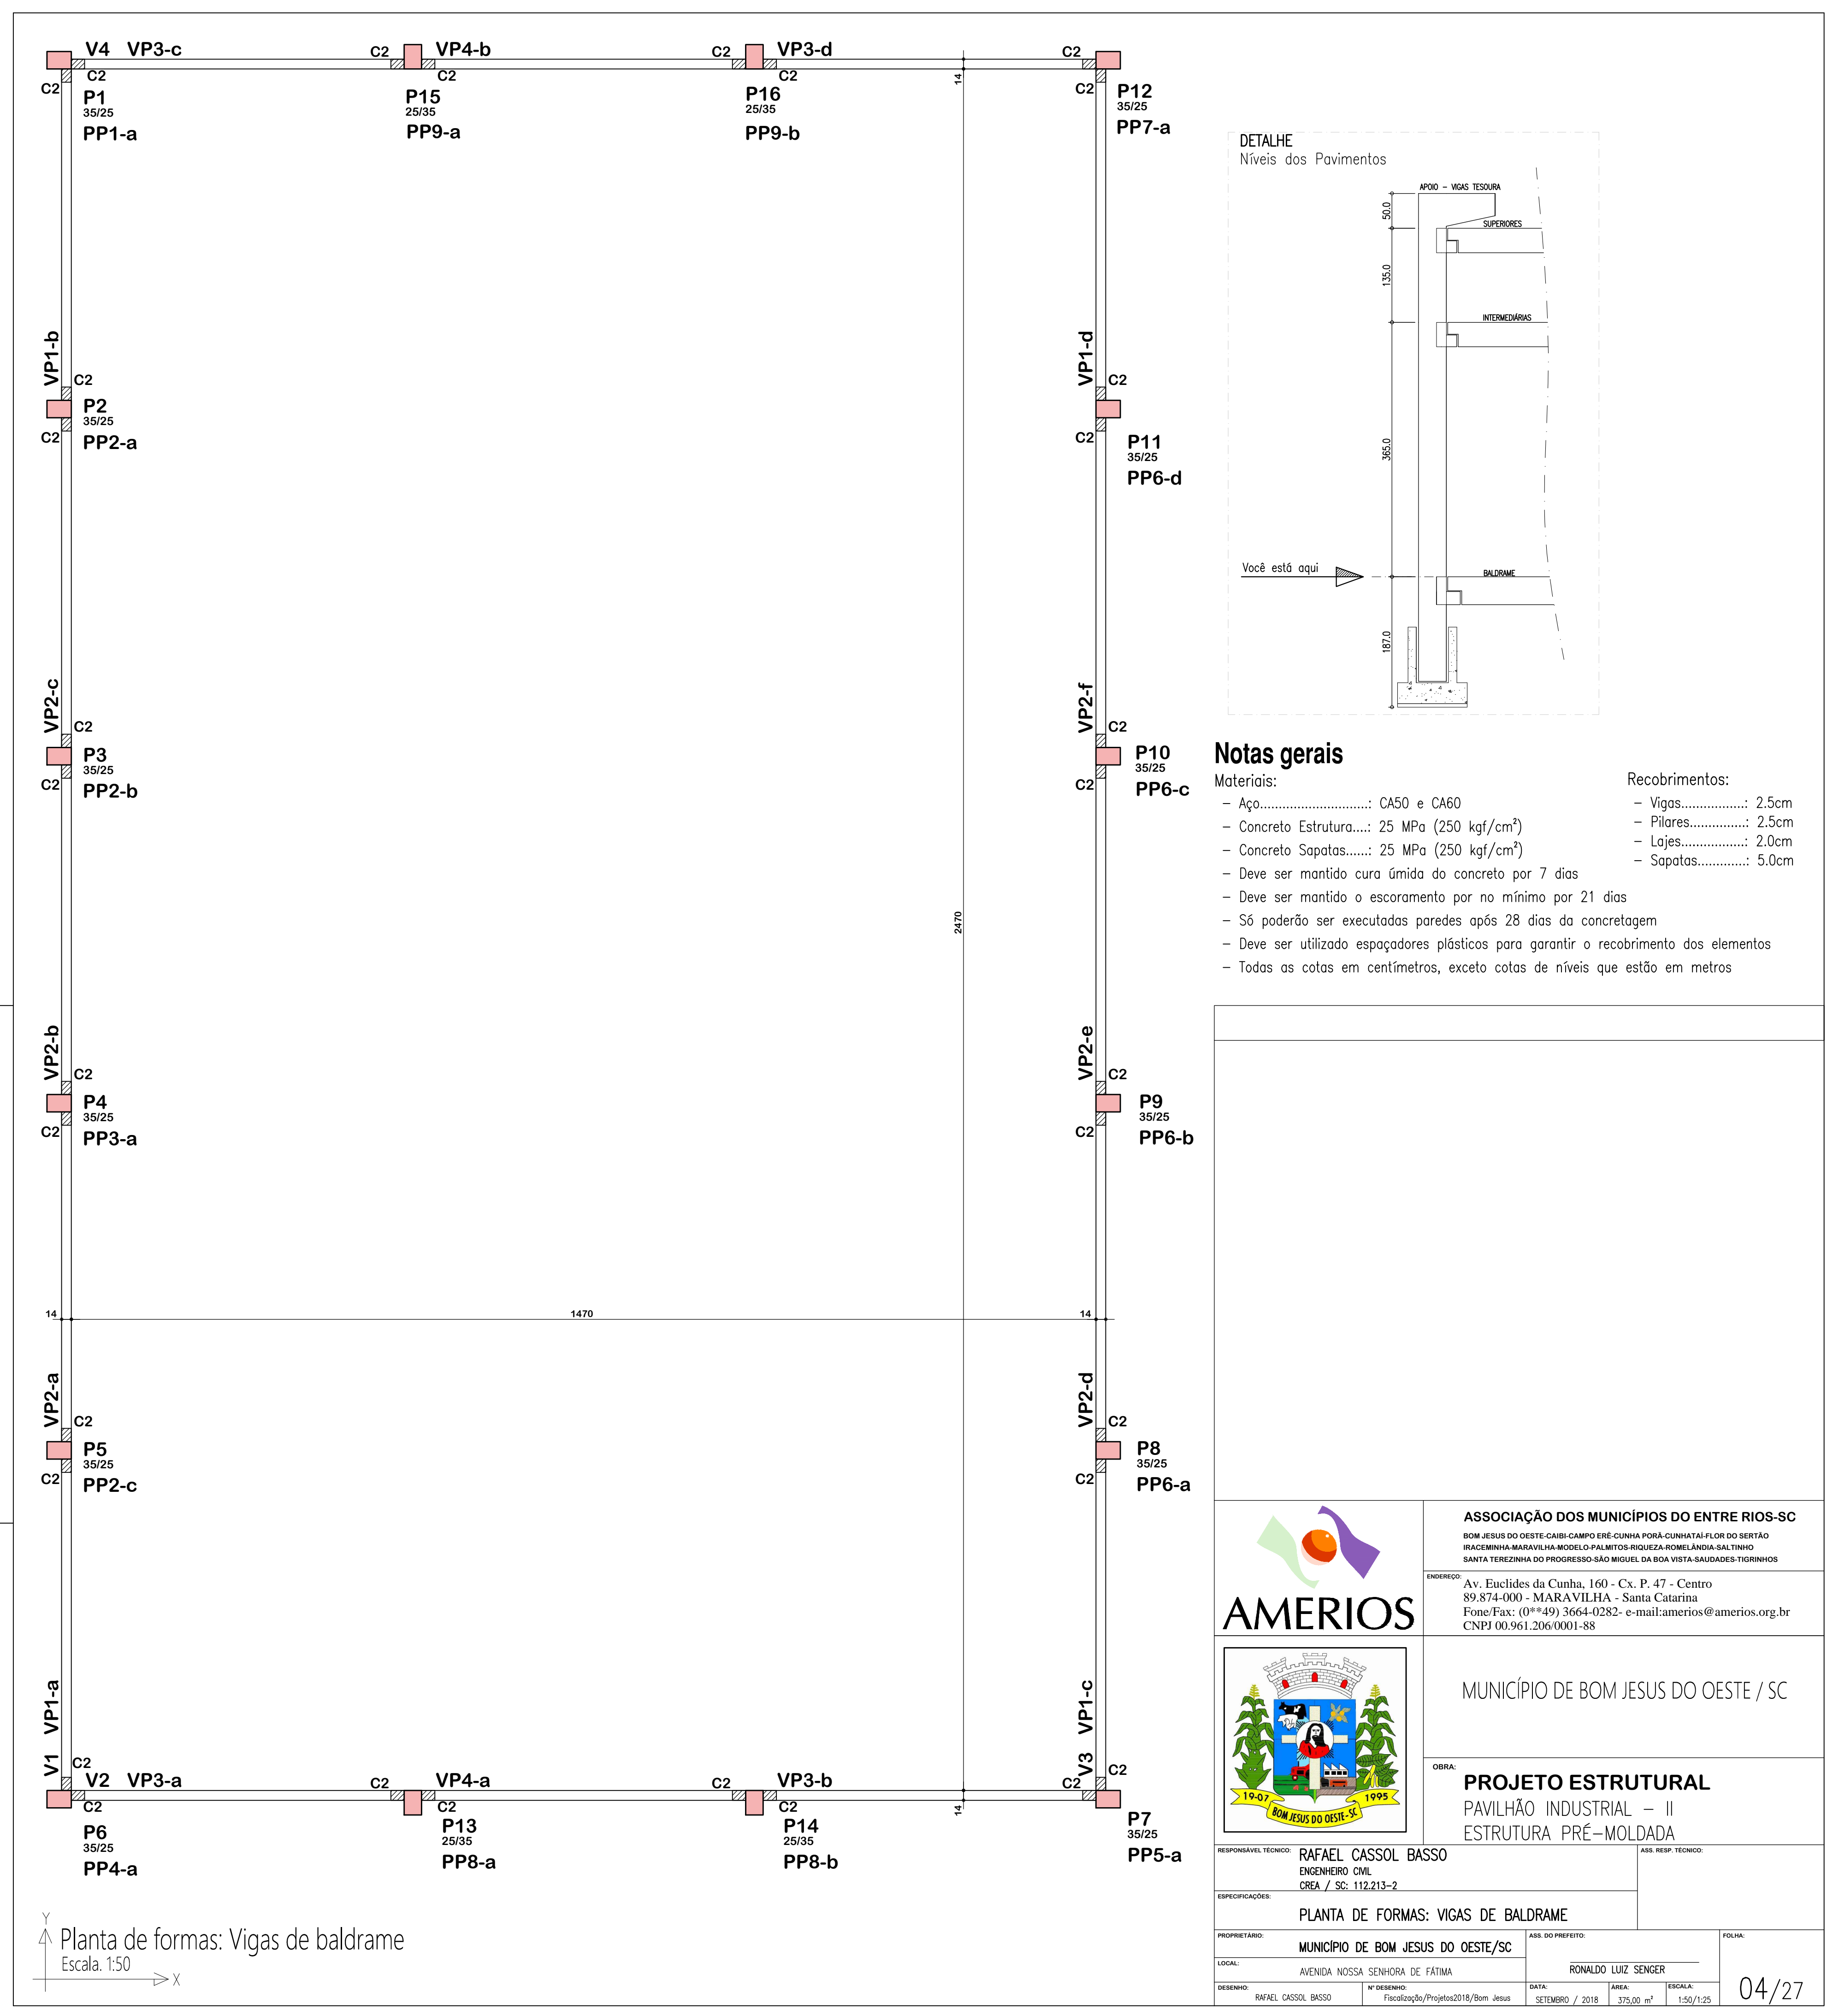 V4 VP3-c C2 VP4-b C2 VP3-d C2
C2 C2 C2 14
C2 P1 P15 P16 C2 P12
35/25 25/35 25/35 35/25
PP1-a PP9-a PP9-b PP7-a
VP1-b VP1-d
C2 C2
P2
35/25
C2 PP2-a C2
P11
35/25
PP6-d
VP2-c VP2-f
C2 C2
P3 P10
35/25 35/25
C2 PP2-b C2 PP6-c
2470
VP2-b VP2-e
C2 C2
P4 P9
35/25 35/25
C2 PP3-a C2 PP6-b
14 1470 14
VP2-a VP2-d
C2 C2
P5 P8
35/25 35/25
C2 PP2-c C2 PP6-a
VP1-a VP1-c
V1 V3
C2 C2
V2 VP3-a C2 VP4-a C2 VP3-b C2
C2 C2 C2 14
P6 P13 P14 P7
35/25 25/35 25/35 35/25
PP4-a PP8-a PP8-b PP5-a
Y
Planta de formas: Vigas de baldrame
Escala. 1:50
X
DETALHE
Níveis dos Pavimentos
APOIO - VIGAS TESOURA
50.0
SUPERIORES
135.0
INTERMEDIÁRIAS
365.0
Você está aqui
BALDRAME
187.0
Notas gerais
Materiais:
- Aço.............................: CA50 e CA60
- Concreto Estrutura....: 25 MPa (250 kgf/cm²)
- Concreto Sapatas......: 25 MPa (250 kgf/cm²)
- Deve ser mantido cura úmida do concreto por 7 dias
- Deve ser mantido o escoramento por no mínimo por 21 dias
- Só poderão ser executadas paredes após 28 dias da concretagem
- Deve ser utilizado espaçadores plásticos para garantir o recobrimento dos elementos
- Todas as cotas em centímetros, exceto cotas de níveis que estão em metros
Recobrimentos:
- Vigas.................: 2.5cm
- Pilares...............: 2.5cm
- Lajes.................: 2.0cm
- Sapatas.............: 5.0cm
AMERIOS
ASSOCIAÇÃO DOS MUNICÍPIOS DO ENTRE RIOS-SC
BOM JESUS DO OESTE-CAIBI-CAMPO ERÊ-CUNHA PORÃ-CUNHATAÍ-FLOR DO SERTÃO
IRACEMINHA-MARAVILHA-MODELO-PALMITOS-RIQUEZA-ROMELÂNDIA-SALTINHO
SANTA TEREZINHA DO PROGRESSO-SÃO MIGUEL DA BOA VISTA-SAUDADES-TIGRINHOS
ENDEREÇO:
Av. Euclides da Cunha, 160 - Cx. P. 47 - Centro
89.874-000 - MARAVILHA - Santa Catarina
Fone/Fax: (0**49) 3664-0282- e-mail:amerios@amerios.org.br
CNPJ 00.961.206/0001-88
19-07 1995
BOM JESUS DO OESTE-SC
MUNICÍPIO DE BOM JESUS DO OESTE / SC
OBRA:
PROJETO ESTRUTURAL
PAVILHÃO INDUSTRIAL - II
ESTRUTURA PRÉ-MOLDADA
RESPONSÁVEL TÉCNICO:
RAFAEL CASSOL BASSO
ENGENHEIRO CIVIL
CREA / SC: 112.213-2
ASS. RESP. TÉCNICO:
ESPECIFICAÇÕES:
PLANTA DE FORMAS: VIGAS DE BALDRAME
PROPRIETÁRIO:
MUNICÍPIO DE BOM JESUS DO OESTE/SC
ASS. DO PREFEITO:
RONALDO LUIZ SENGER
FOLHA:
04/27
LOCAL:
AVENIDA NOSSA SENHORA DE FÁTIMA
DESENHO:
RAFAEL CASSOL BASSO
Nº DESENHO:
Fiscalização/Projetos2018/Bom Jesus
DATA:
SETEMBRO / 2018
ÁREA:
375,00 m²
ESCALA:
1:50/1:25